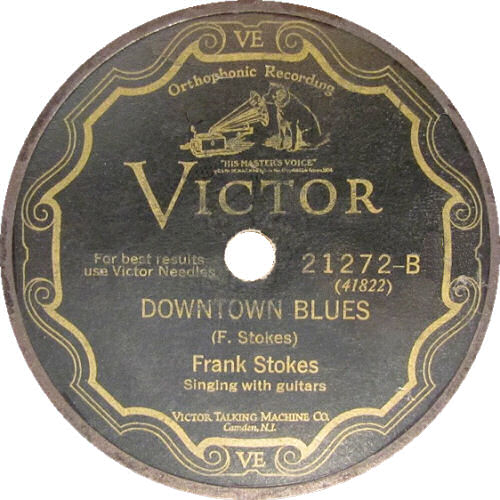 VE
Orthophonic Recording
"HIS MASTER'S VOICE"
VICTOR
For best results
use Victor Needles
21272-B
(41822)
DOWNTOWN BLUES
(F. Stokes)
Frank Stokes
Singing with guitars
VICTOR TALKING MACHINE CO.
Camden, N.J.
VE